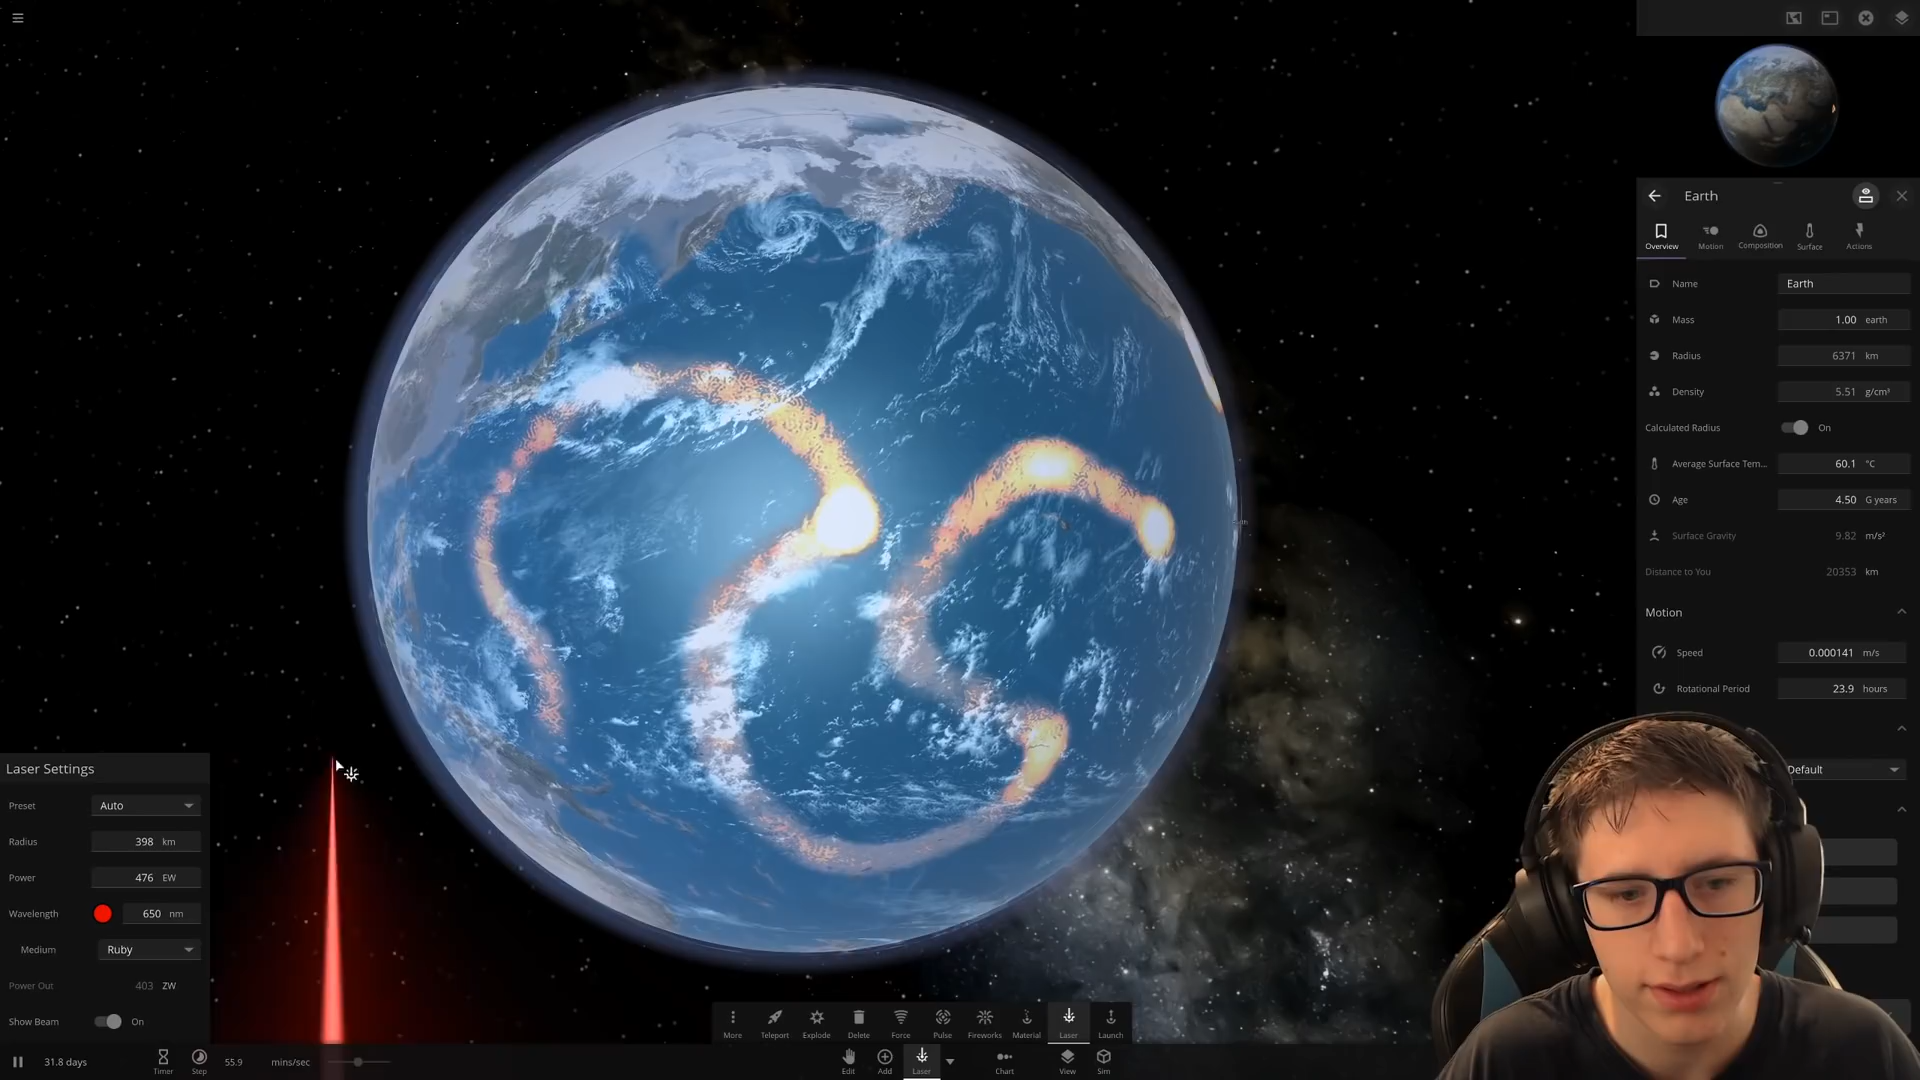 Earth
Overview
Motion
Composition
Surface
Actions
Name Earth
Mass 1.00 earth
Radius 6371 km
Density 5.51 g/cm³
Calculated Radius On
Average Surface Tem... 60.1 °C
Age 4.50 G years
Surface Gravity 9.82 m/s²
Distance to You 20353 km
Motion
Speed 0.000141 m/s
Rotational Period 23.9 hours
Default
Laser Settings
Preset Auto
Radius 398 km
Power 476 EW
Wavelength 650 nm
Medium Ruby
Power Out 403 ZW
Show Beam On
More
Teleport
Explode
Delete
Force
Pulse
Fireworks
Material
Laser
Launch
31.8 days
Timer
Step
55.9 mins/sec
Edit
Add
Laser
Chart
View
Sim